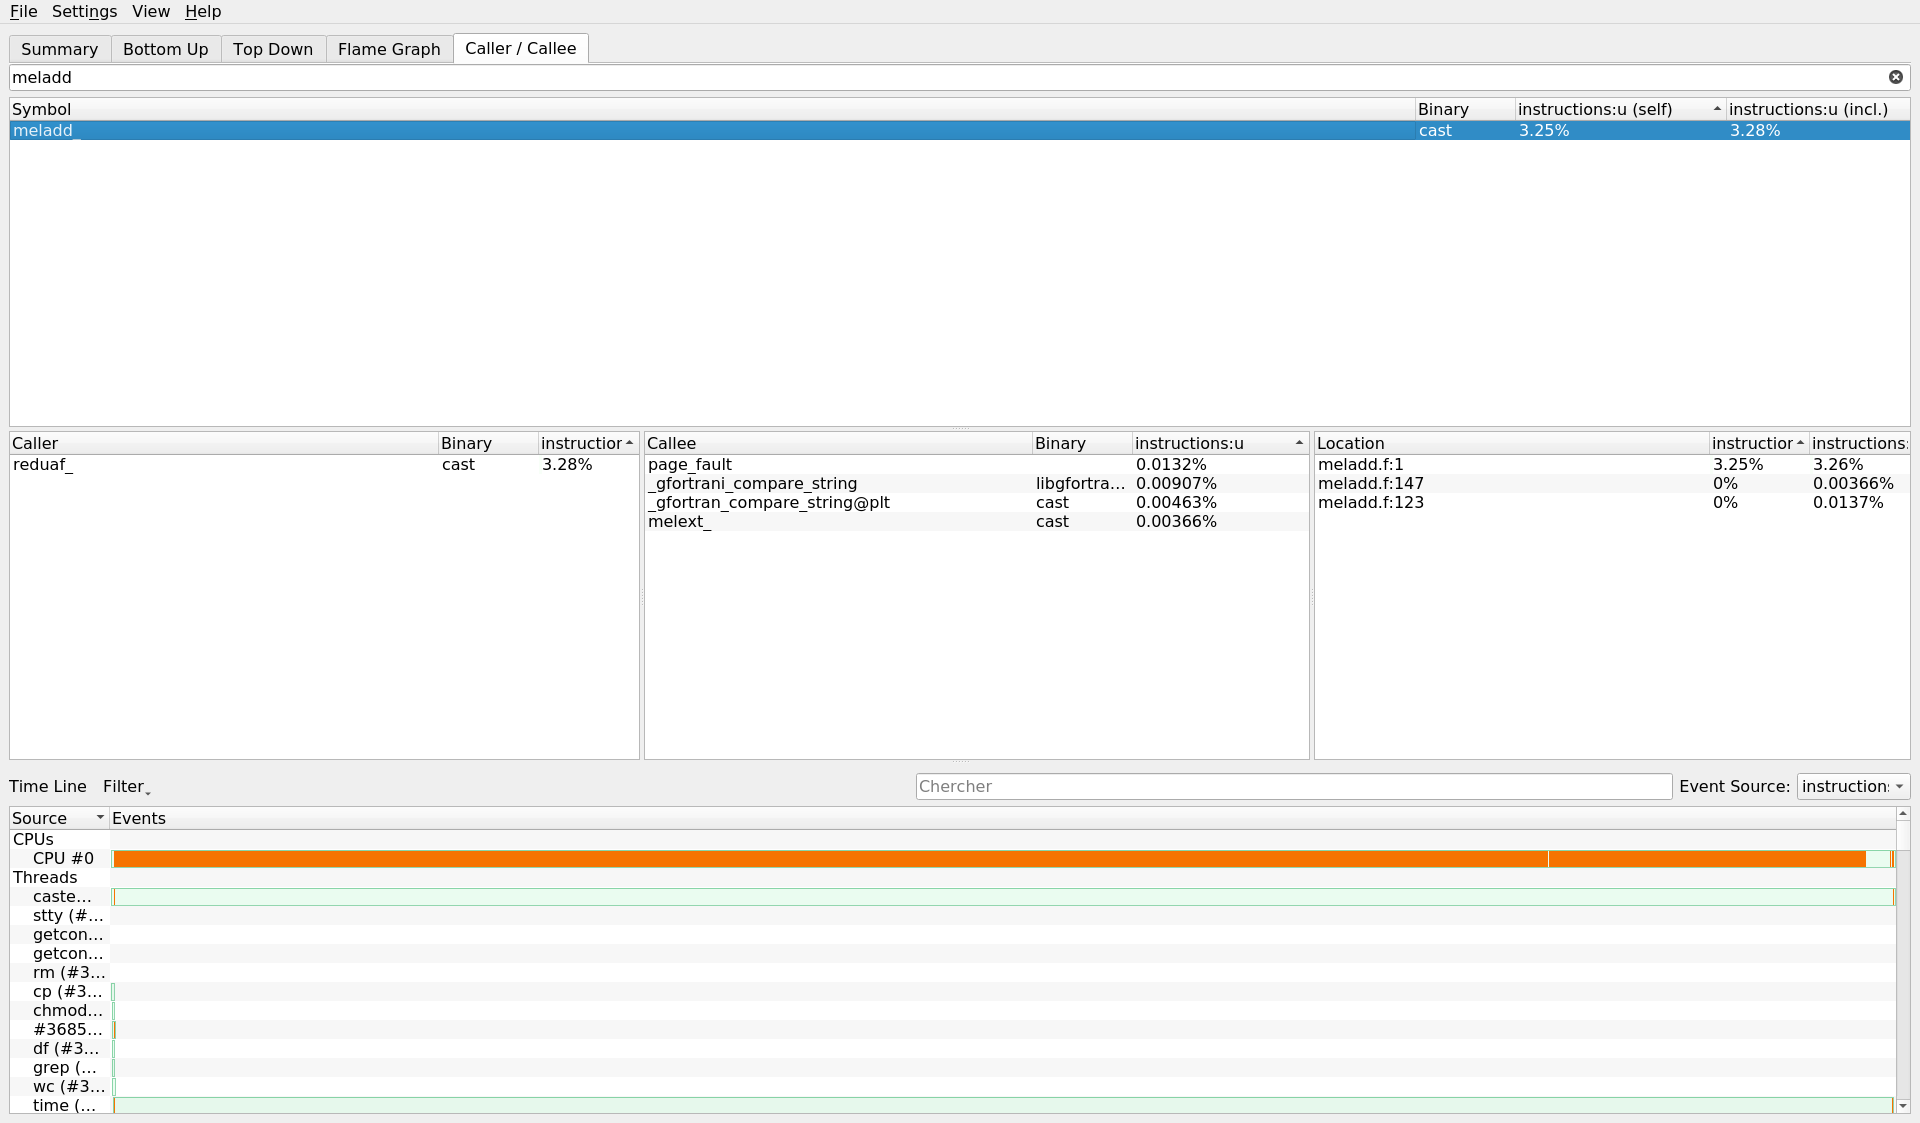 File Settings View Help
Summary Bottom Up Top Down Flame Graph Caller / Callee
meladd
Symbol Binary instructions:u (self) instructions:u (incl.)
meladd_ cast 3.25% 3.28%
Caller Binary instruction
reduaf_ cast 3.28%
Callee Binary instructions:u
page_fault 0.0132%
_gfortrani_compare_string libgfortra... 0.00907%
_gfortran_compare_string@plt cast 0.00463%
melext_ cast 0.00366%
Location instruction instructions:
meladd.f:1 3.25% 3.26%
meladd.f:147 0% 0.00366%
meladd.f:123 0% 0.0137%
Time Line Filter Chercher Event Source: instructions
Source Events
CPUs
CPU #0
Threads
caste...
stty (#...
getcon...
getcon...
rm (#3...
cp (#3...
chmod...
#3685...
df (#3...
grep (...
wc (#3...
time (...